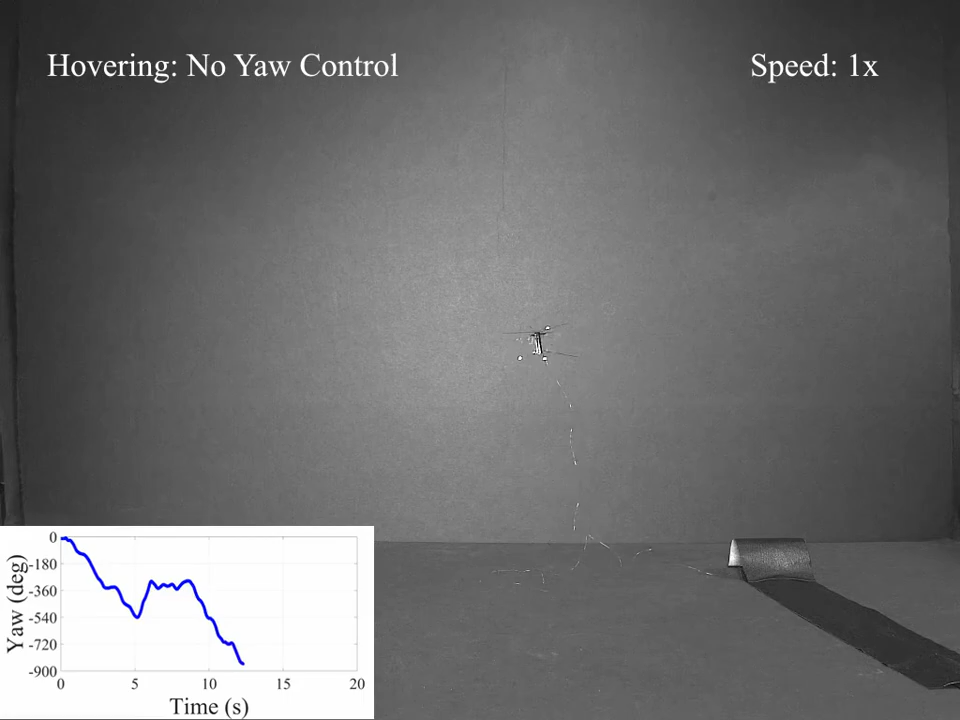 Hovering: No Yaw Control
Speed: 1x
Yaw (deg)
0
-180
-360
-540
-720
-900
0 5 10 15 20
Time (s)